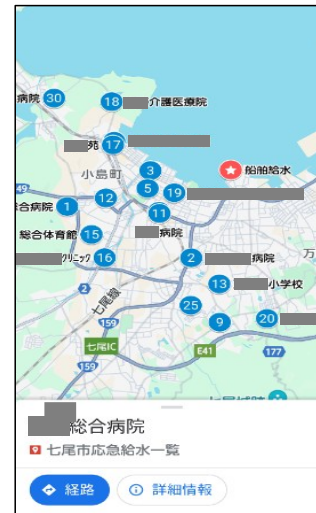 病院 30
18 介護医療院
苑 17
小島町
3
5
19
船舶給水
49
合病院 1
12
11
病院
総合体育館 15
クリニック 16
2 病院
万
13 小学校
2
七尾線
25
9
20
159
七尾IC
E41
177
159
総合病院
七尾市応急給水一覧
経路
詳細情報